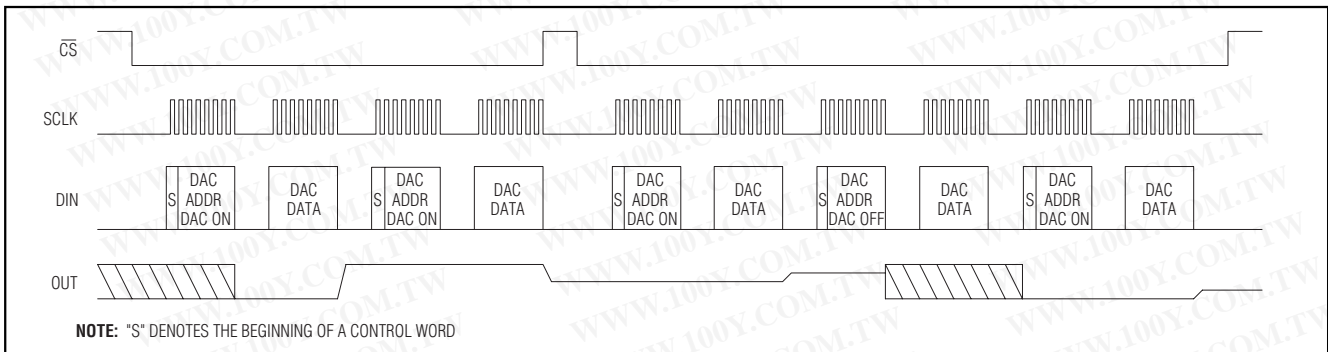 CS
SCLK
DIN
S DAC ADDR DAC ON
DAC DATA
S DAC ADDR DAC ON
DAC DATA
S DAC ADDR DAC ON
DAC DATA
S DAC ADDR DAC OFF
DAC DATA
S DAC ADDR DAC ON
DAC DATA
OUT
NOTE: "S" DENOTES THE BEGINNING OF A CONTROL WORD
WWW.100Y.COM.TW